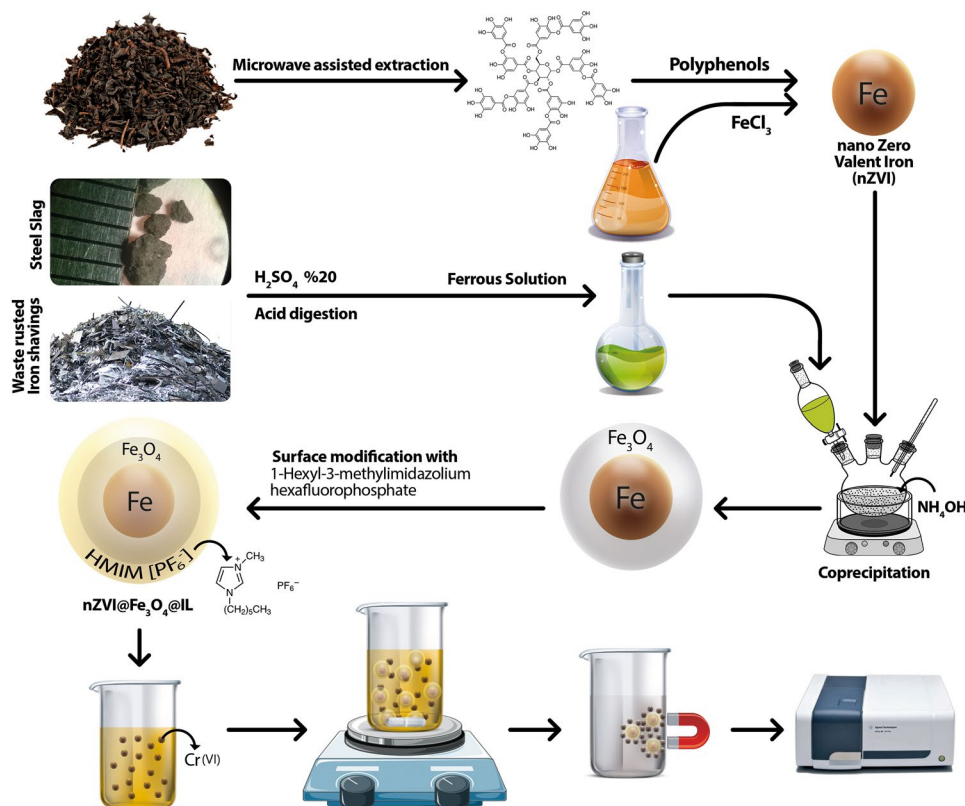 Microwave assisted extraction
Polyphenols
FeCl₃
Fe
nano Zero
Valent Iron
(nZVI)
Steel Slag
Waste rusted
Iron shavings
H₂SO₄ %20
Acid digestion
Ferrous Solution
NH₄OH
Coprecipitation
Fe₃O₄
Fe
Surface modification with
1-Hexyl-3-methylimidazolium
hexafluorophosphate
Fe₃O₄
Fe
HMIM [PF₆⁻]
CH₃
N
+
N
(CH₂)₅CH₃
PF₆⁻
nZVI@Fe₃O₄@IL
Cr(VI)